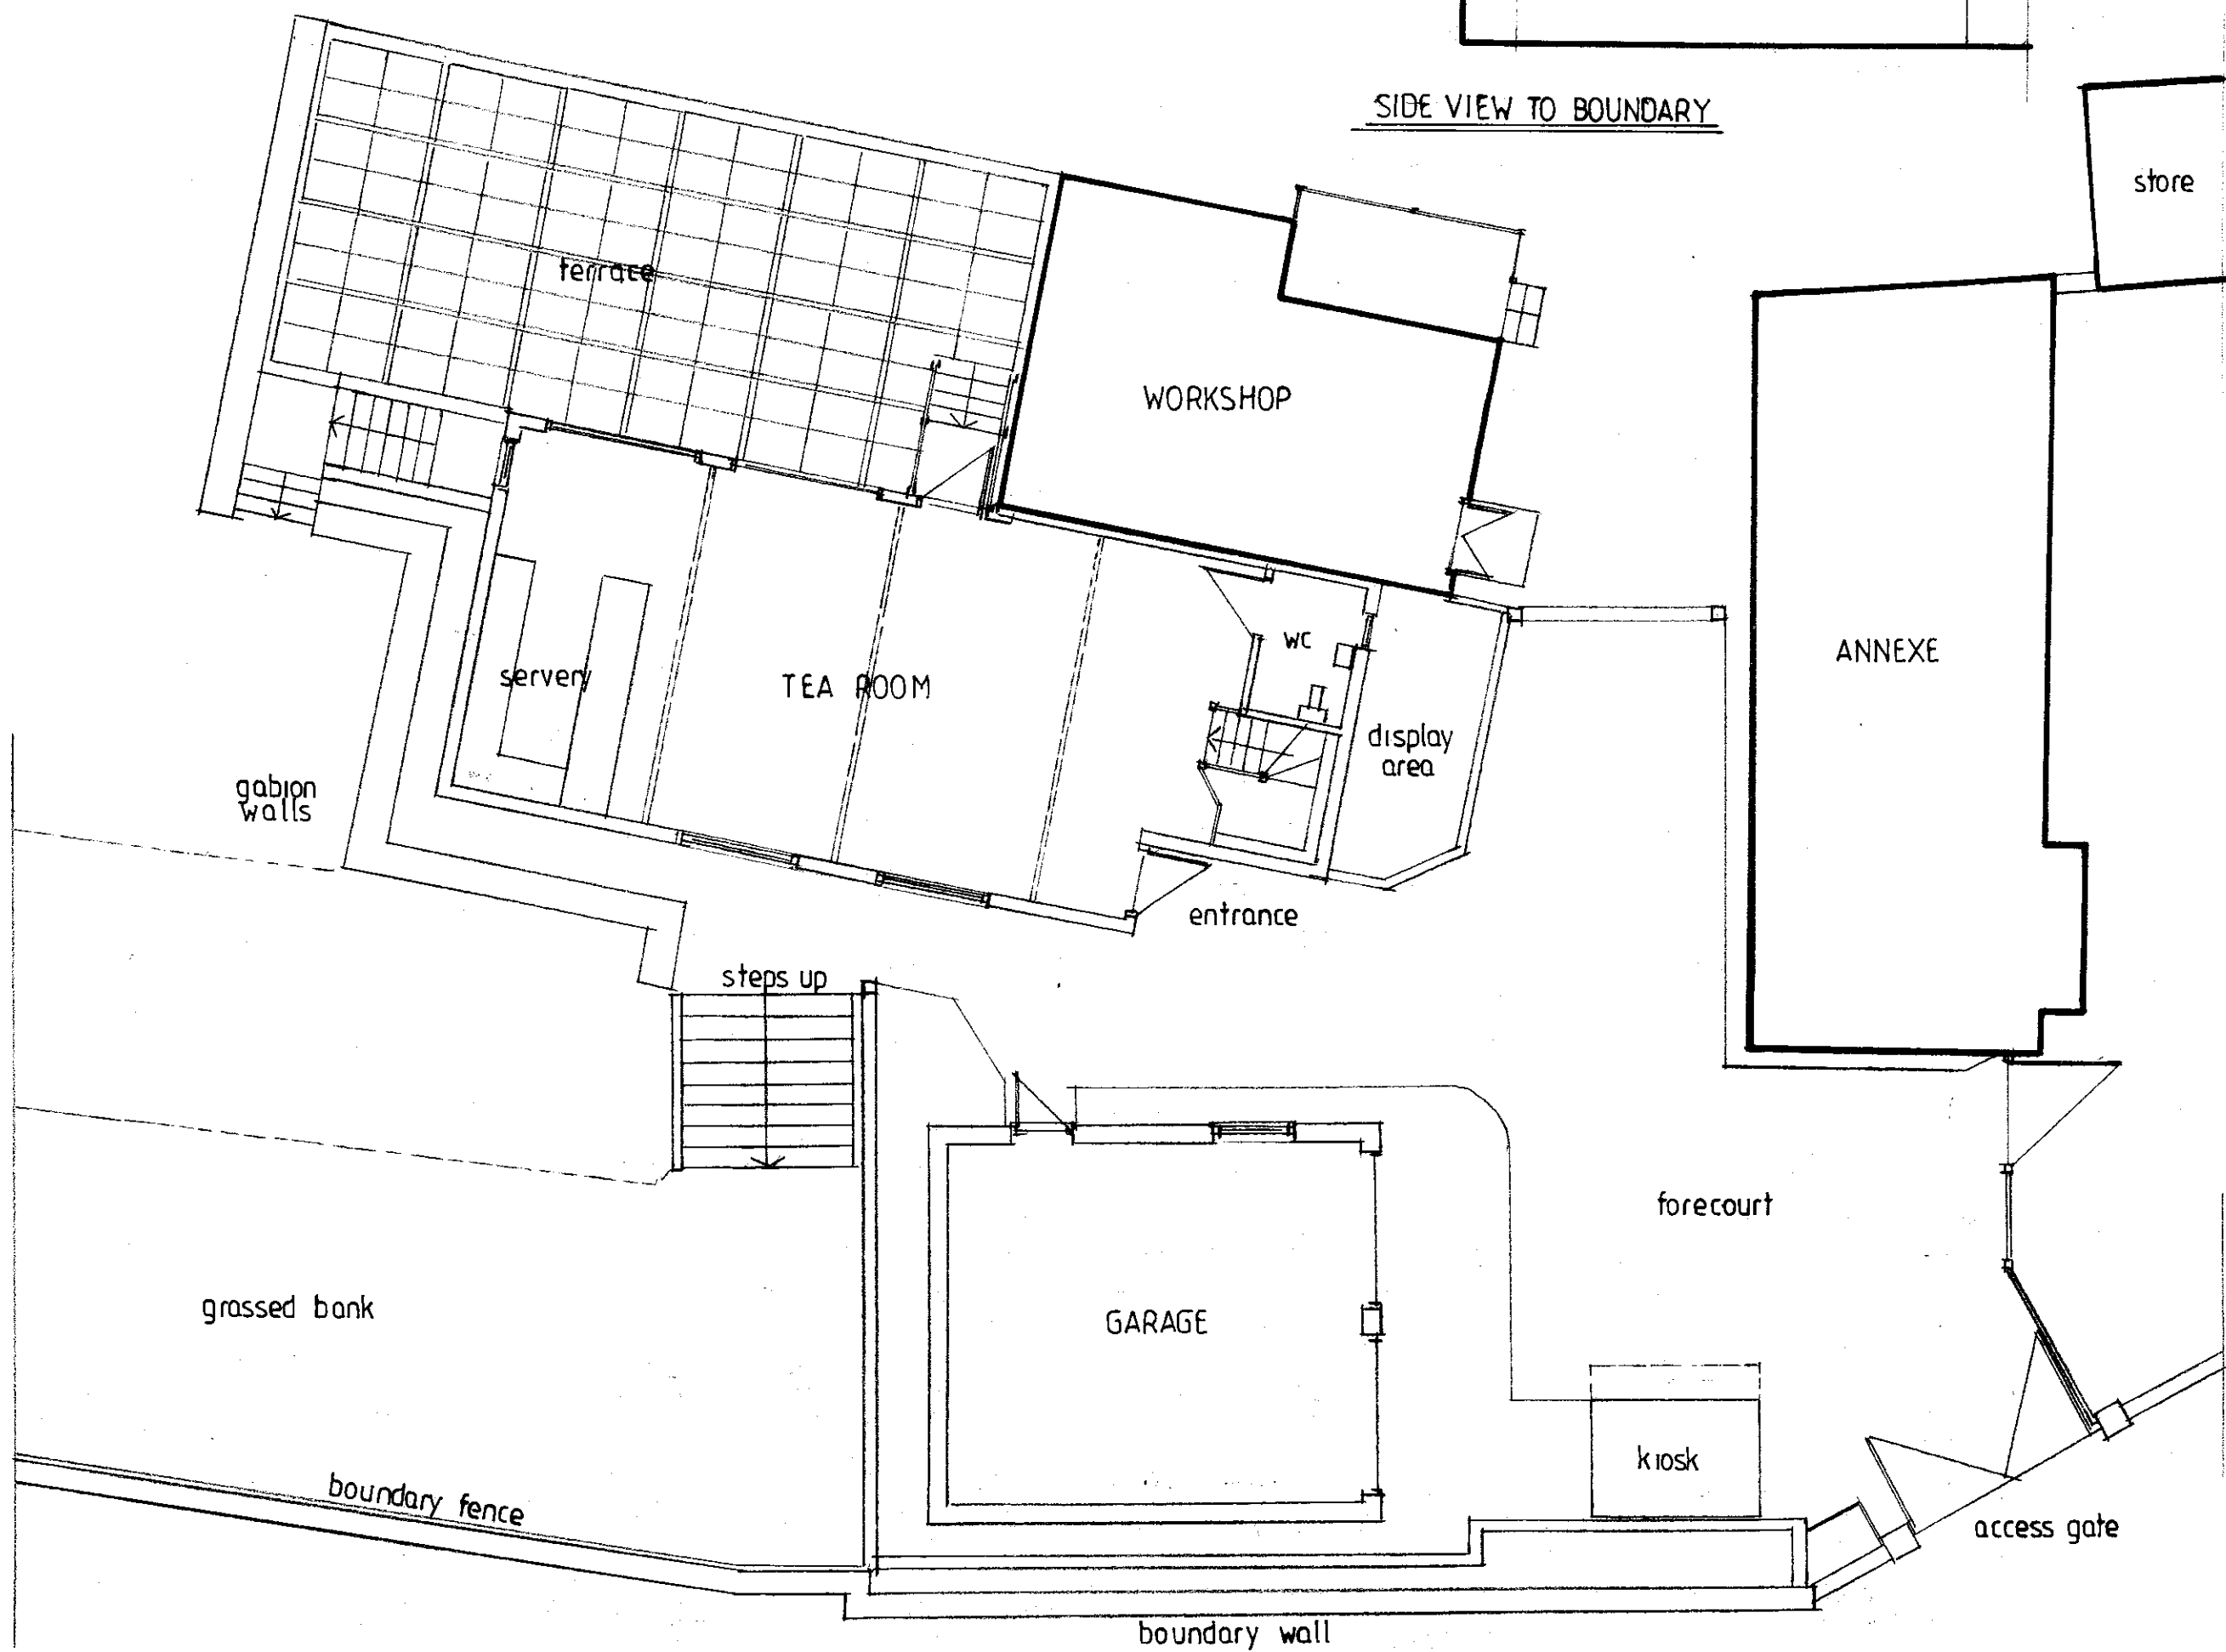 SIDE VIEW TO BOUNDARY
store
terrace
WORKSHOP
ANNEXE
wc
servery
TEA ROOM
display
area
gabion
walls
entrance
steps up
forecourt
grassed bank
GARAGE
kiosk
boundary fence
access gate
boundary wall